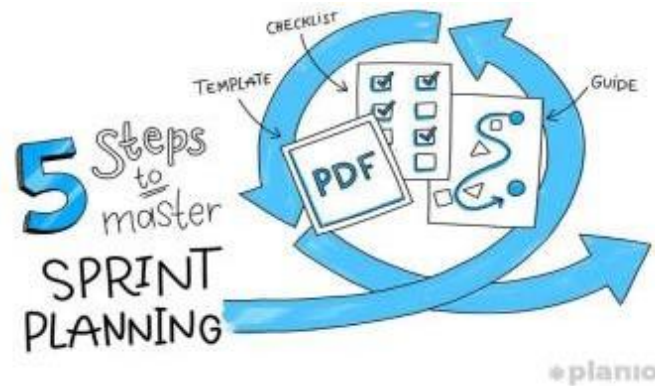 CHECKLIST
TEMPLATE
GUIDE
PDF
5 Steps
to
master
SPRINT
PLANNING
planio